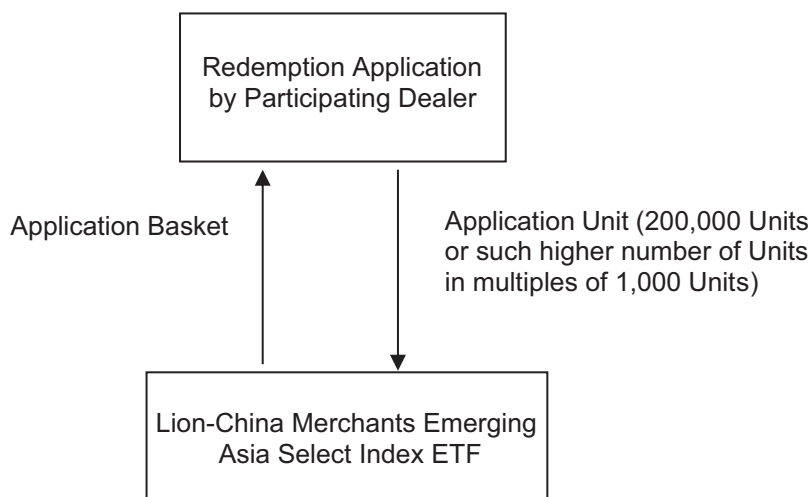 Redemption Application
by Participating Dealer
Application Basket
Application Unit (200,000 Units
or such higher number of Units
in multiples of 1,000 Units)
Lion-China Merchants Emerging
Asia Select Index ETF